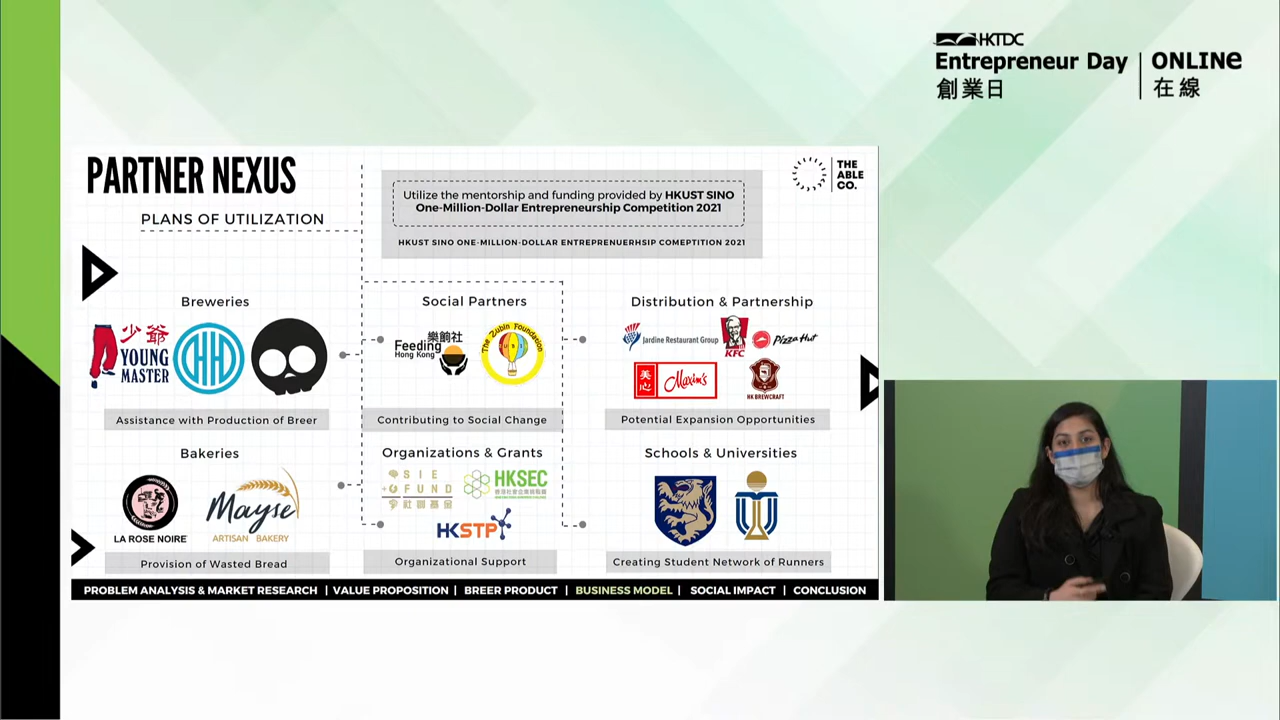 HKTDC
Entrepreneur Day
創業日
ONLINe
在線
PARTNER NEXUS
PLANS OF UTILIZATION
Utilize the mentorship and funding provided by HKUST SINO
One-Million-Dollar Entrepreneurship Competition 2021
HKUST SINO ONE-MILLION-DOLLAR ENTREPRENUERHSIP COMEPTITION 2021
THE
ABLE
CO.
Breweries
少爺
YOUNG
MASTER
Assistance with Production of Breer
Social Partners
樂餉社
Feeding
Hong Kong
The Zubin Foundation
Contributing to Social Change
Distribution & Partnership
Jardine Restaurant Group
KFC
Pizza Hut
美心
Maxim's
HK BREWCRAFT
Potential Expansion Opportunities
Bakeries
LA ROSE NOIRE
Mayse
ARTISAN BAKERY
Provision of Wasted Bread
Organizations & Grants
SIE
FUND
社創基金
HKSEC
HKSTP
Organizational Support
Schools & Universities
Creating Student Network of Runners
PROBLEM ANALYSIS & MARKET RESEARCH | VALUE PROPOSITION | BREER PRODUCT | BUSINESS MODEL | SOCIAL IMPACT | CONCLUSION